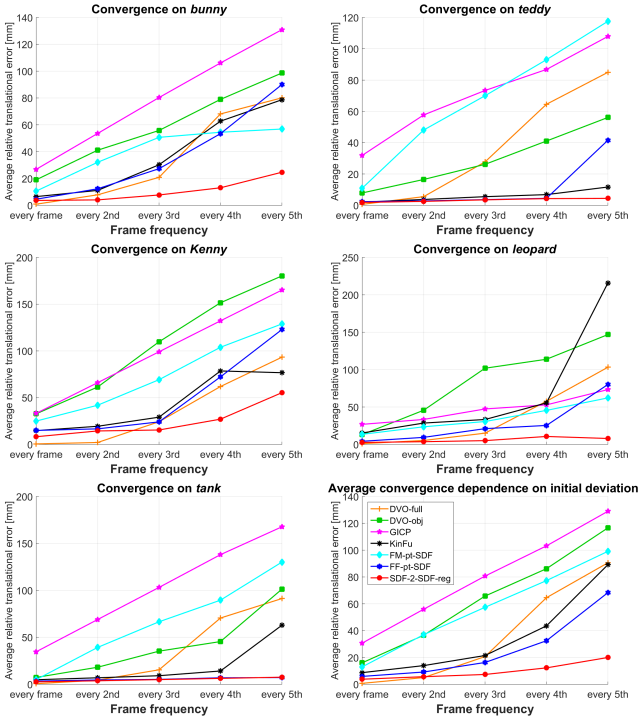 Convergence on bunny
Average relative translational error [mm]
140
120
100
80
60
40
20
0
every frame every 2nd every 3rd every 4th every 5th
Frame frequency
Convergence on teddy
Average relative translational error [mm]
120
100
80
60
40
20
0
every frame every 2nd every 3rd every 4th every 5th
Frame frequency
Convergence on Kenny
Average relative translational error [mm]
200
150
100
50
0
every frame every 2nd every 3rd every 4th every 5th
Frame frequency
Convergence on leopard
Average relative translational error [mm]
250
200
150
100
50
0
every frame every 2nd every 3rd every 4th every 5th
Frame frequency
Convergence on tank
Average relative translational error [mm]
200
150
100
50
0
every frame every 2nd every 3rd every 4th every 5th
Frame frequency
Average convergence dependence on initial deviation
Average relative translational error [mm]
140
120
100
80
60
40
20
0
DVO-full
DVO-obj
GICP
KinFu
FM-pt-SDF
FF-pt-SDF
SDF-2-SDF-reg
every frame every 2nd every 3rd every 4th every 5th
Frame frequency